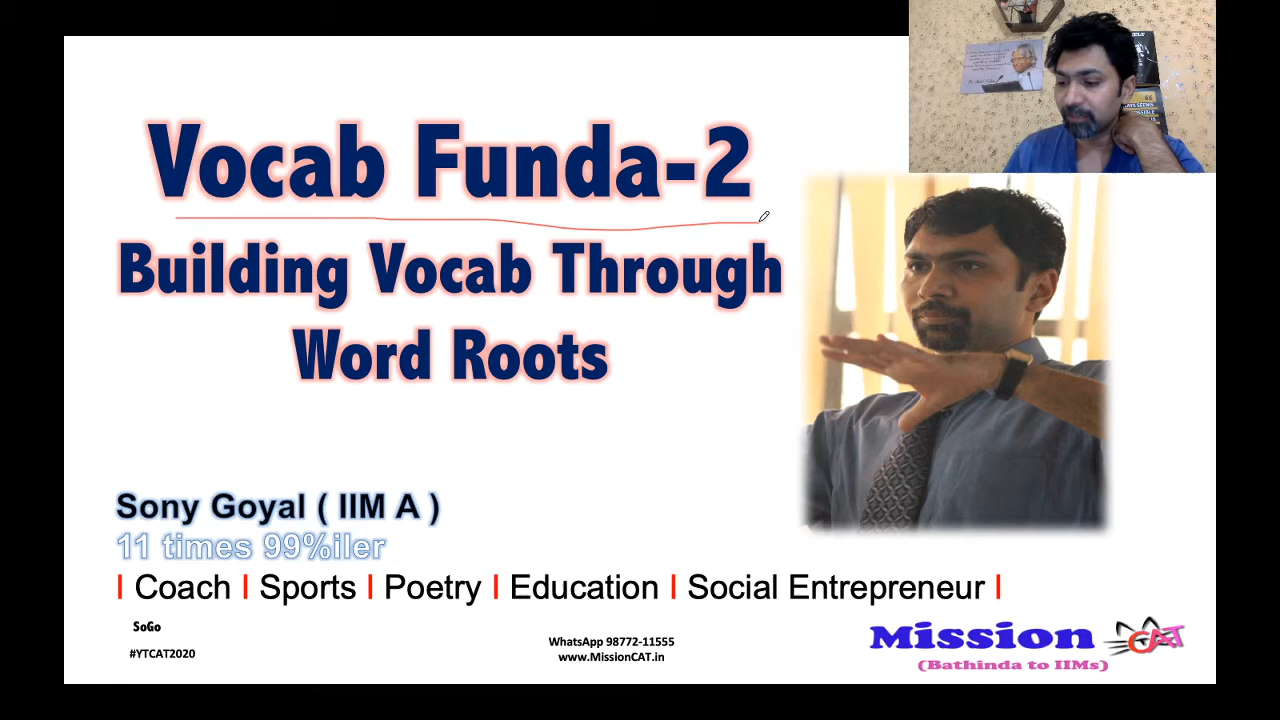 Vocab Funda-2
Building Vocab Through
Word Roots
Sony Goyal ( IIM A )
11 times 99%iler
| Coach | Sports | Poetry | Education | Social Entrepreneur |
SoGo
#YTCAT2020
WhatsApp 98772-11555
www.MissionCAT.in
Mission CAT
(Bathinda to IIMs)